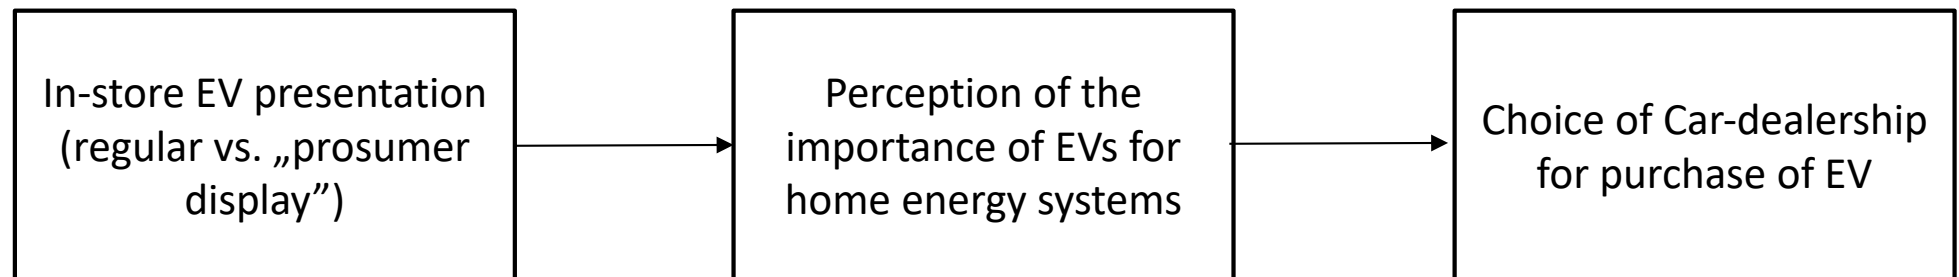 In-store EV presentation
(regular vs. „prosumer
display”)
Perception of the
importance of EVs for
home energy systems
Choice of Car-dealership
for purchase of EV